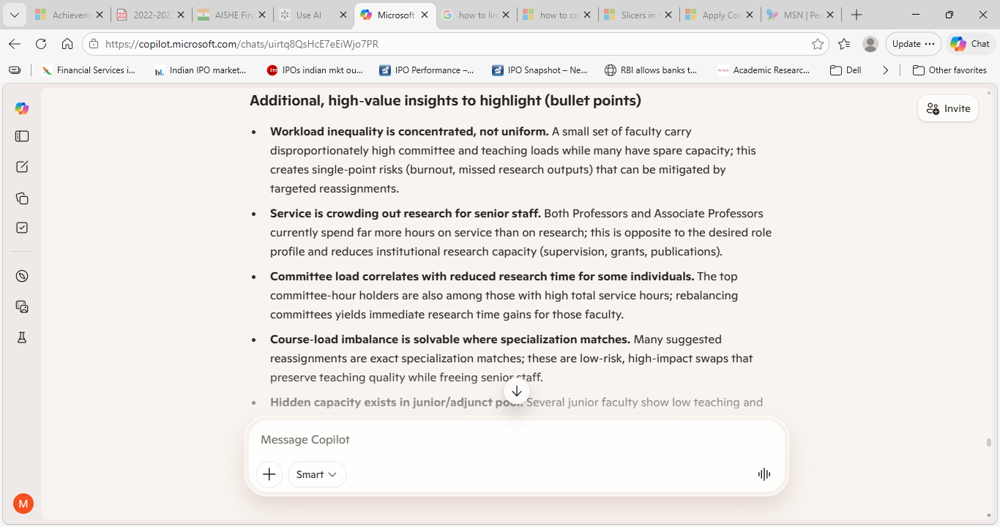 Achievem
2022-202
AISHE Fin
Use AI
Microsoft
how to lin
how to co
Slicers in
Apply Con
MSN | Per
https://copilot.microsoft.com/chats/uirtq8QsHcE7eEiWjo7PR
Update
Chat
Financial Services i...
Indian IPO market...
IPOs indian mkt ou...
IPO Performance –...
IPO Snapshot – Ne...
RBI allows banks t...
Academic Researc...
Dell
Other favorites
Invite
Additional, high-value insights to highlight (bullet points)
• Workload inequality is concentrated, not uniform. A small set of faculty carry
disproportionately high committee and teaching loads while many have spare capacity; this
creates single-point risks (burnout, missed research outputs) that can be mitigated by
targeted reassignments.
• Service is crowding out research for senior staff. Both Professors and Associate Professors
currently spend far more hours on service than on research; this is opposite to the desired role
profile and reduces institutional research capacity (supervision, grants, publications).
• Committee load correlates with reduced research time for some individuals. The top
committee-hour holders are also among those with high total service hours; rebalancing
committees yields immediate research time gains for those faculty.
• Course-load imbalance is solvable where specialization matches. Many suggested
reassignments are exact specialization matches; these are low-risk, high-impact swaps that
preserve teaching quality while freeing senior staff.
• Hidden capacity exists in junior/adjunct pool. Several junior faculty show low teaching and
Message Copilot
Smart
M